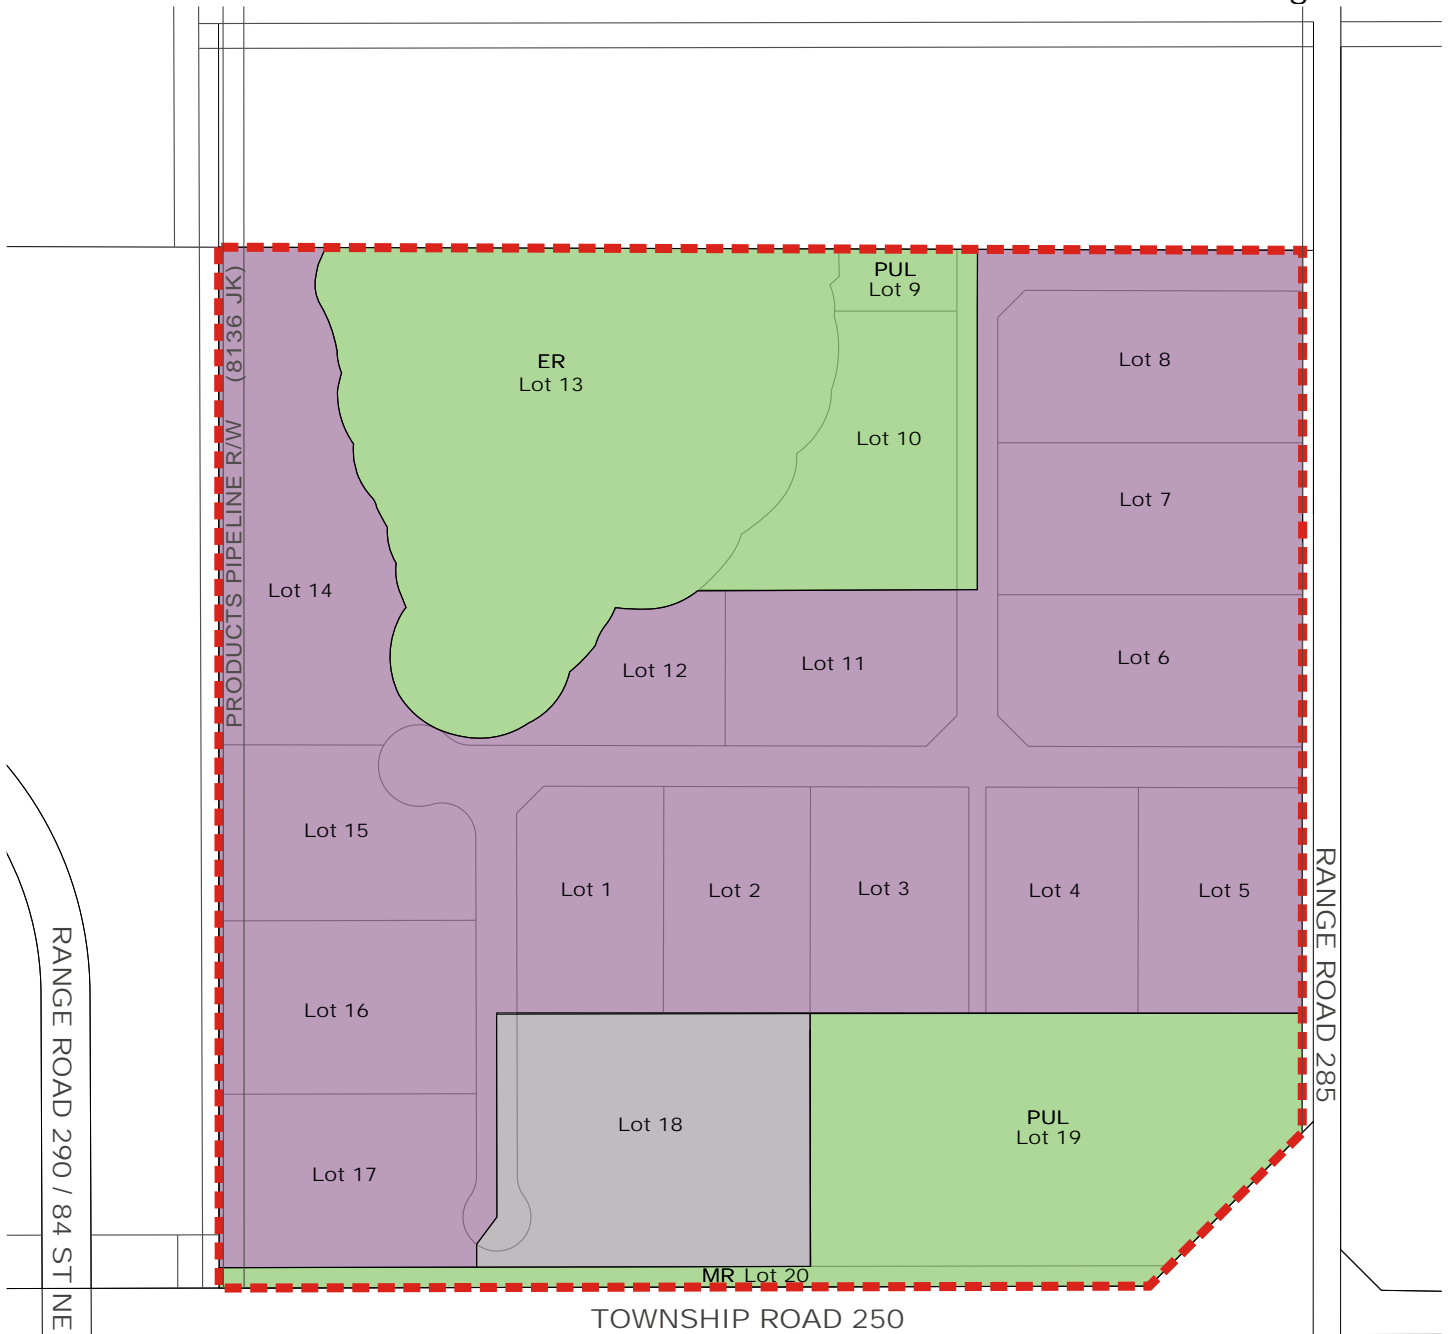 PUL
Lot 9
PRODUCTS PIPELINE R/W (8136 JK)
ER
Lot 13
Lot 8
Lot 10
Lot 7
Lot 14
Lot 12
Lot 11
Lot 6
Lot 15
Lot 1
Lot 2
Lot 3
Lot 4
Lot 5
RANGE ROAD 285
RANGE ROAD 290 / 84 ST NE
Lot 16
Lot 18
PUL
Lot 19
Lot 17
MR Lot 20
TOWNSHIP ROAD 250